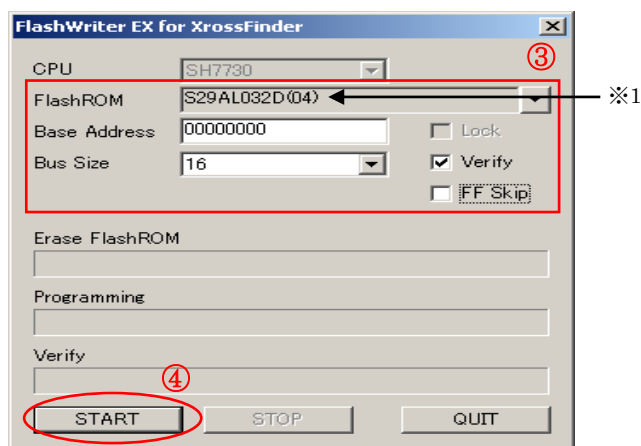 FlashWriter EX for XrossFinder
③
CPU SH7730
FlashROM S29AL032D(04) ※1
Base Address 00000000 Lock
Bus Size 16 Verify
FF Skip
Erase FlashROM
Programming
Verify
④
START STOP QUIT